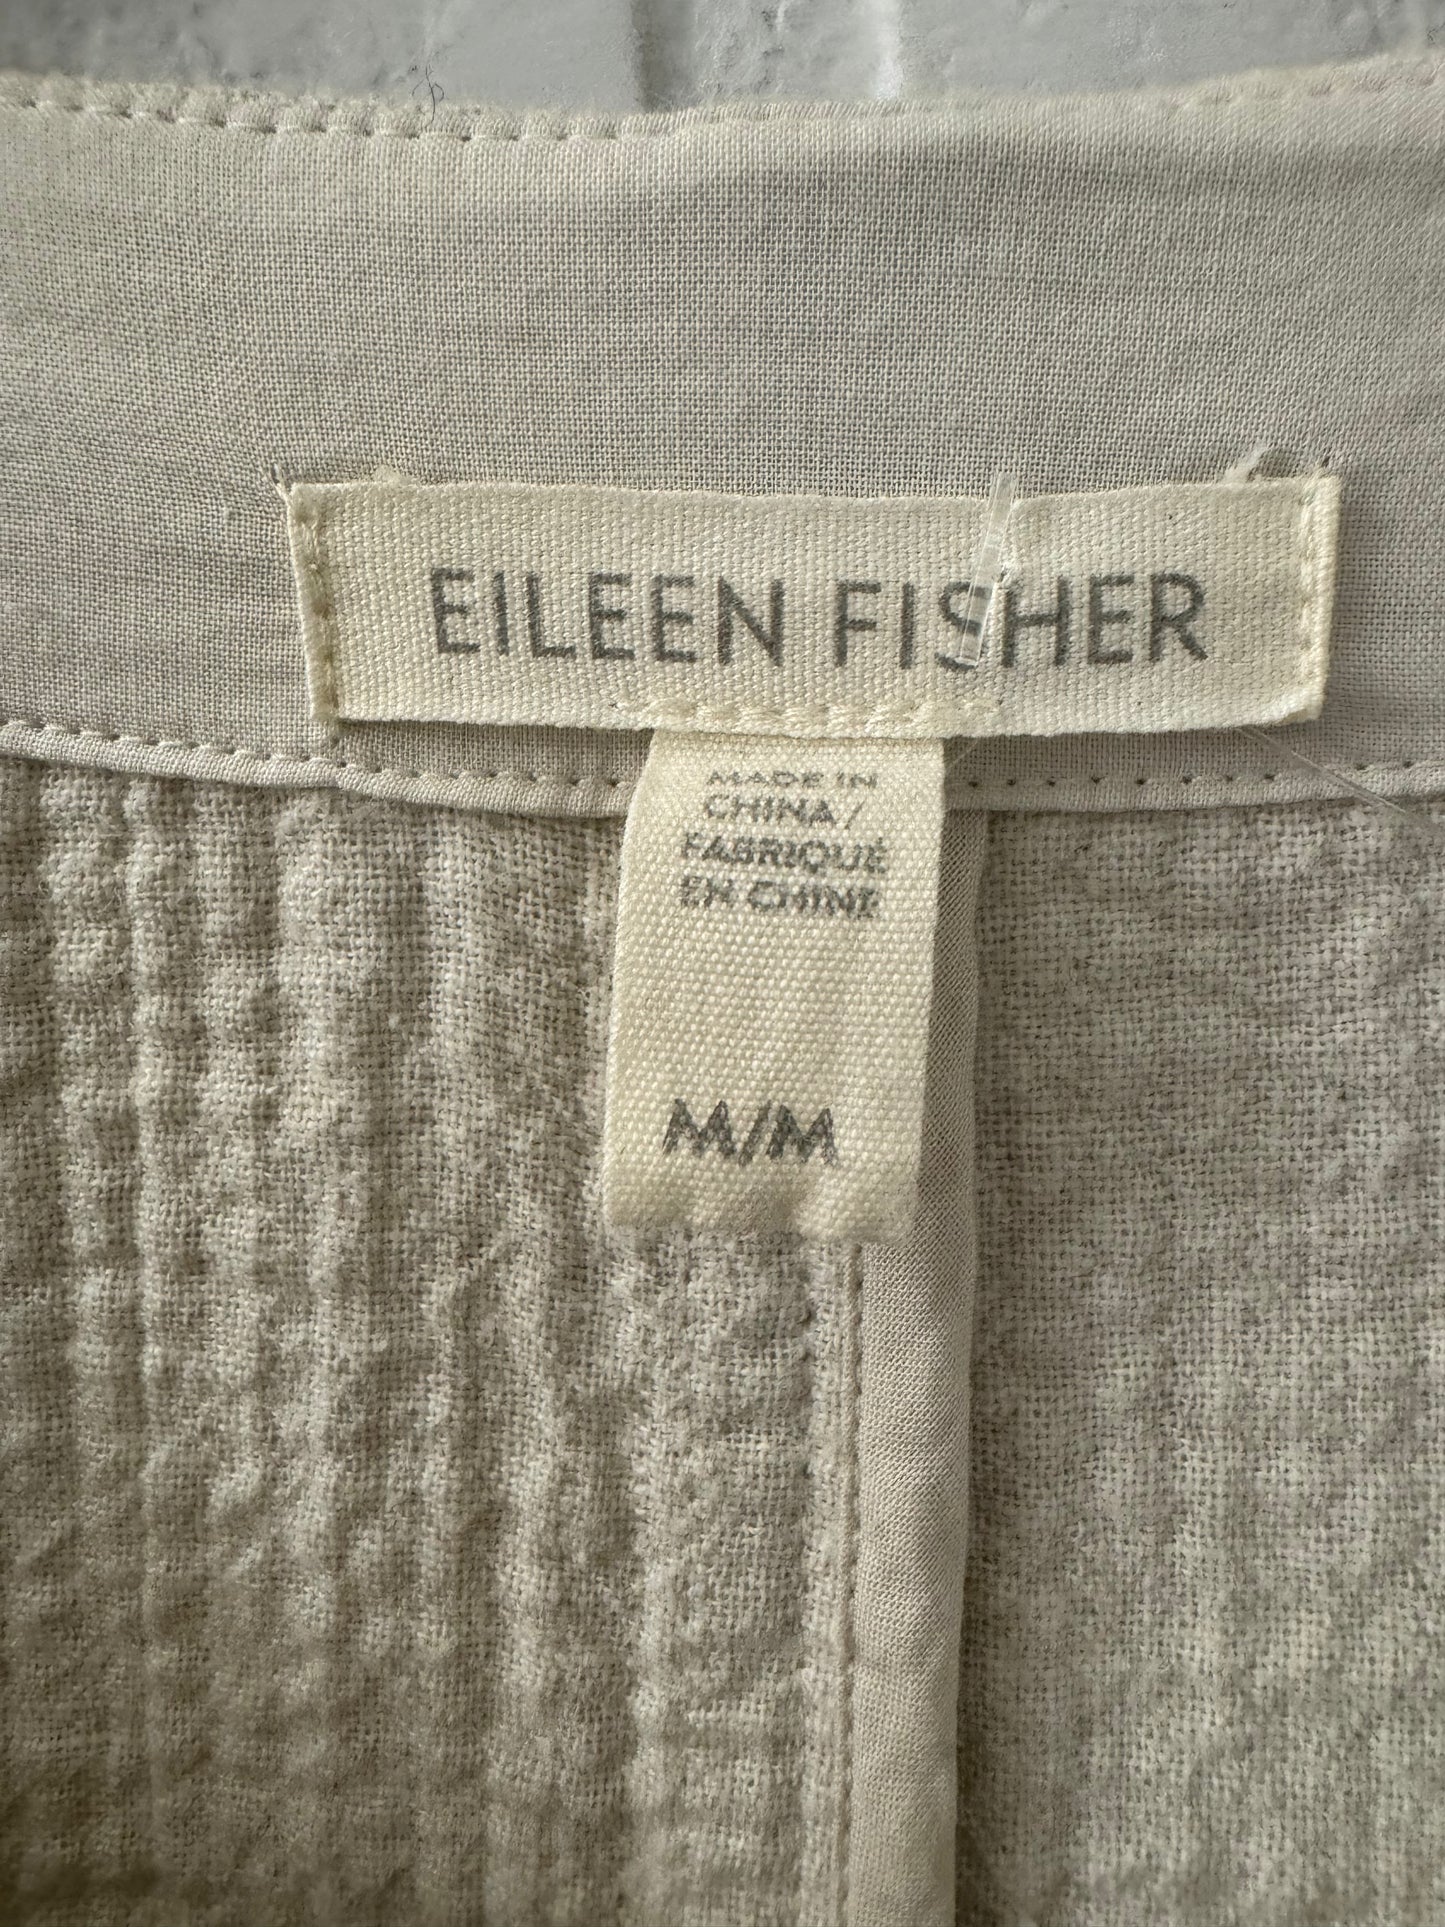 EILEEN FISHER
MADE IN
CHINA/
FABRIQUÉ
EN CHINE
M/M